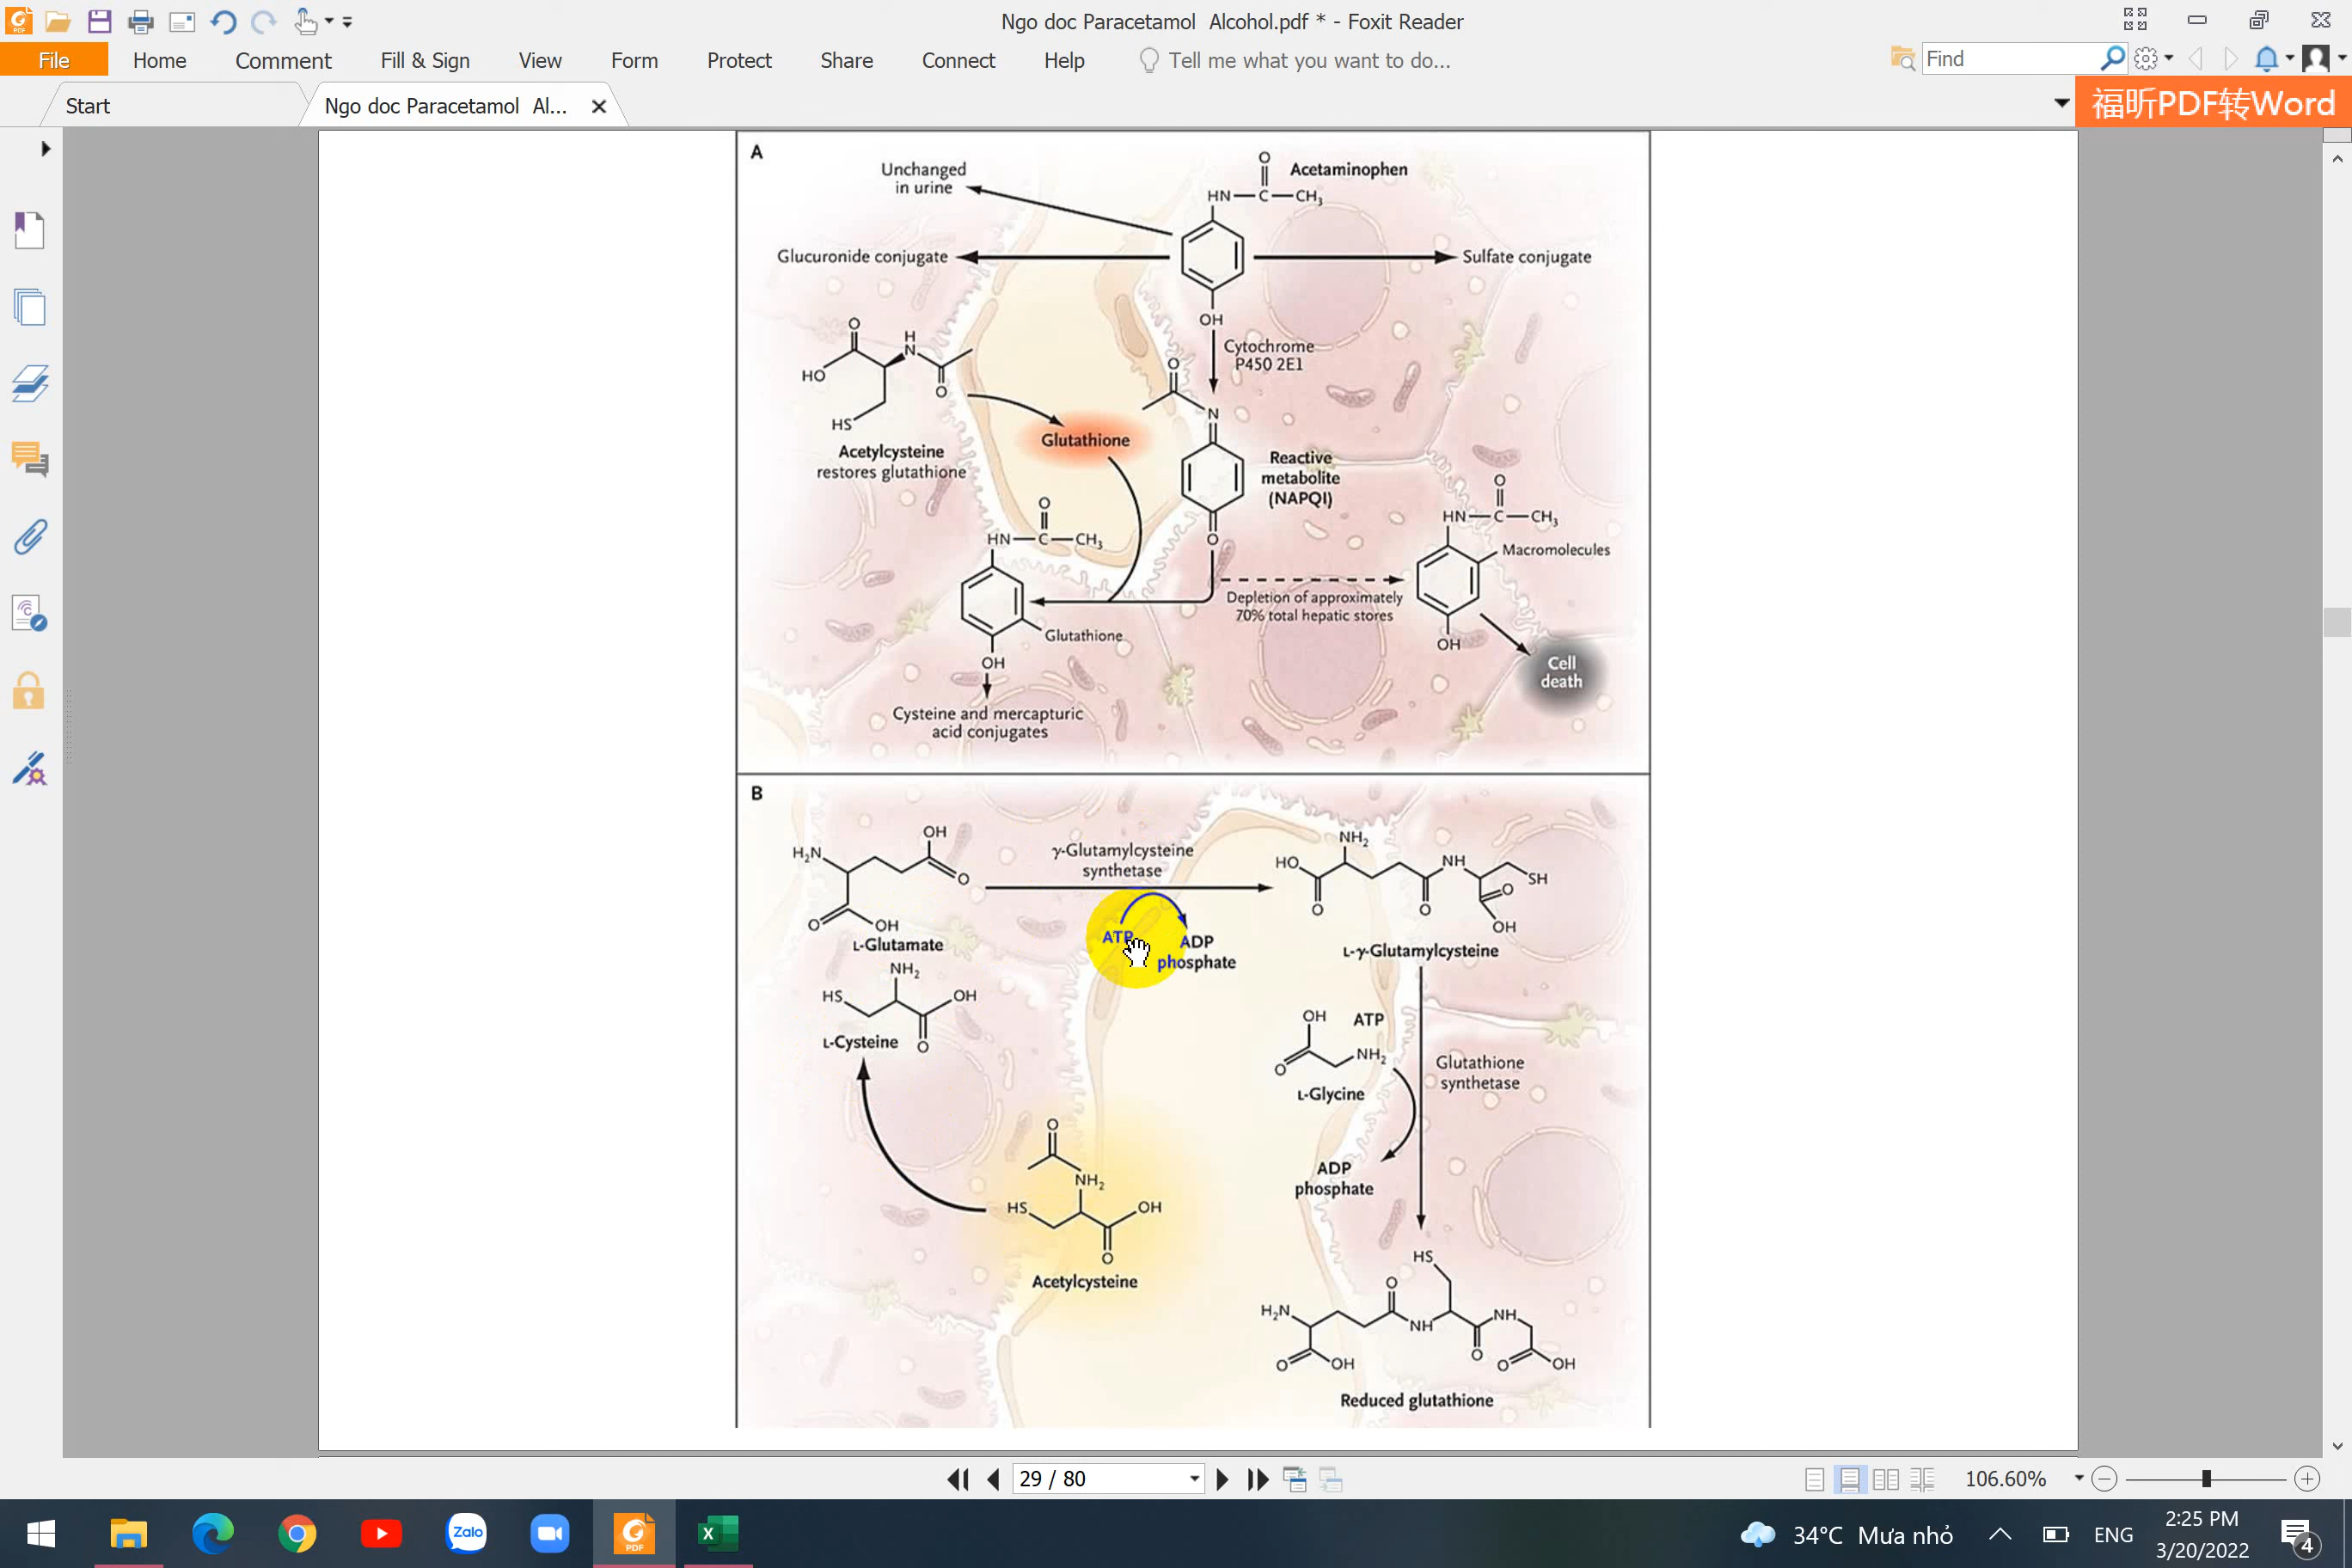 Ngo doc Paracetamol  Alcohol.pdf * - Foxit Reader
File Home Comment Fill & Sign View Form Protect Share Connect Help Tell me what you want to do... Find
Start Ngo doc Paracetamol  Al... 福昕PDF转Word
A
Unchanged
in urine
Acetaminophen
O
HN—C—CH3
Glucuronide conjugate
Sulfate conjugate
OH
Cytochrome
P450 2E1
O
H
N
HO
O
HS
Acetylcysteine
restores glutathione
Glutathione
O
N
O
Reactive
metabolite
(NAPQI)
O
HN—C—CH3
Macromolecules
OH
O
HN—C—CH3
Glutathione
OH
Depletion of approximately
70% total hepatic stores
Cell
death
Cysteine and mercapturic
acid conjugates
B
OH
H2N
O
O
OH
L-Glutamate
γ-Glutamylcysteine
synthetase
ATP
ADP
phosphate
NH2
HO
NH
SH
O
O
O
OH
L-γ-Glutamylcysteine
NH2
HS
OH
O
L-Cysteine
OH
ATP
NH2
O
L-Glycine
Glutathione
synthetase
ADP
phosphate
O
NH2
HS
OH
O
Acetylcysteine
HS
O
H2N
NH
NH
O
O
OH
O
OH
Reduced glutathione
29 / 80
106.60%
Zalo
PDF
34°C Mưa nhỏ
ENG
2:25 PM
3/20/2022
4